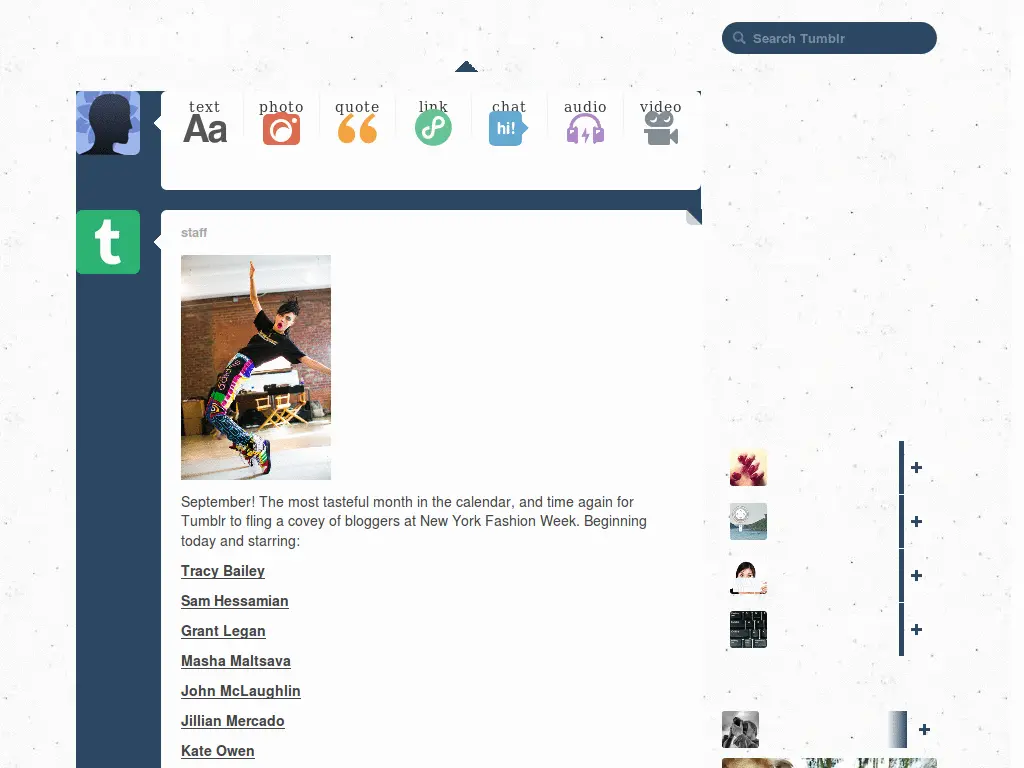 Search Tumblr
text photo quote link chat audio video
Aa hi!
t
staff
September! The most tasteful month in the calendar, and time again for
Tumblr to fling a covey of bloggers at New York Fashion Week. Beginning
today and starring:
Tracy Bailey
Sam Hessamian
Grant Legan
Masha Maltsava
John McLaughlin
Jillian Mercado
Kate Owen